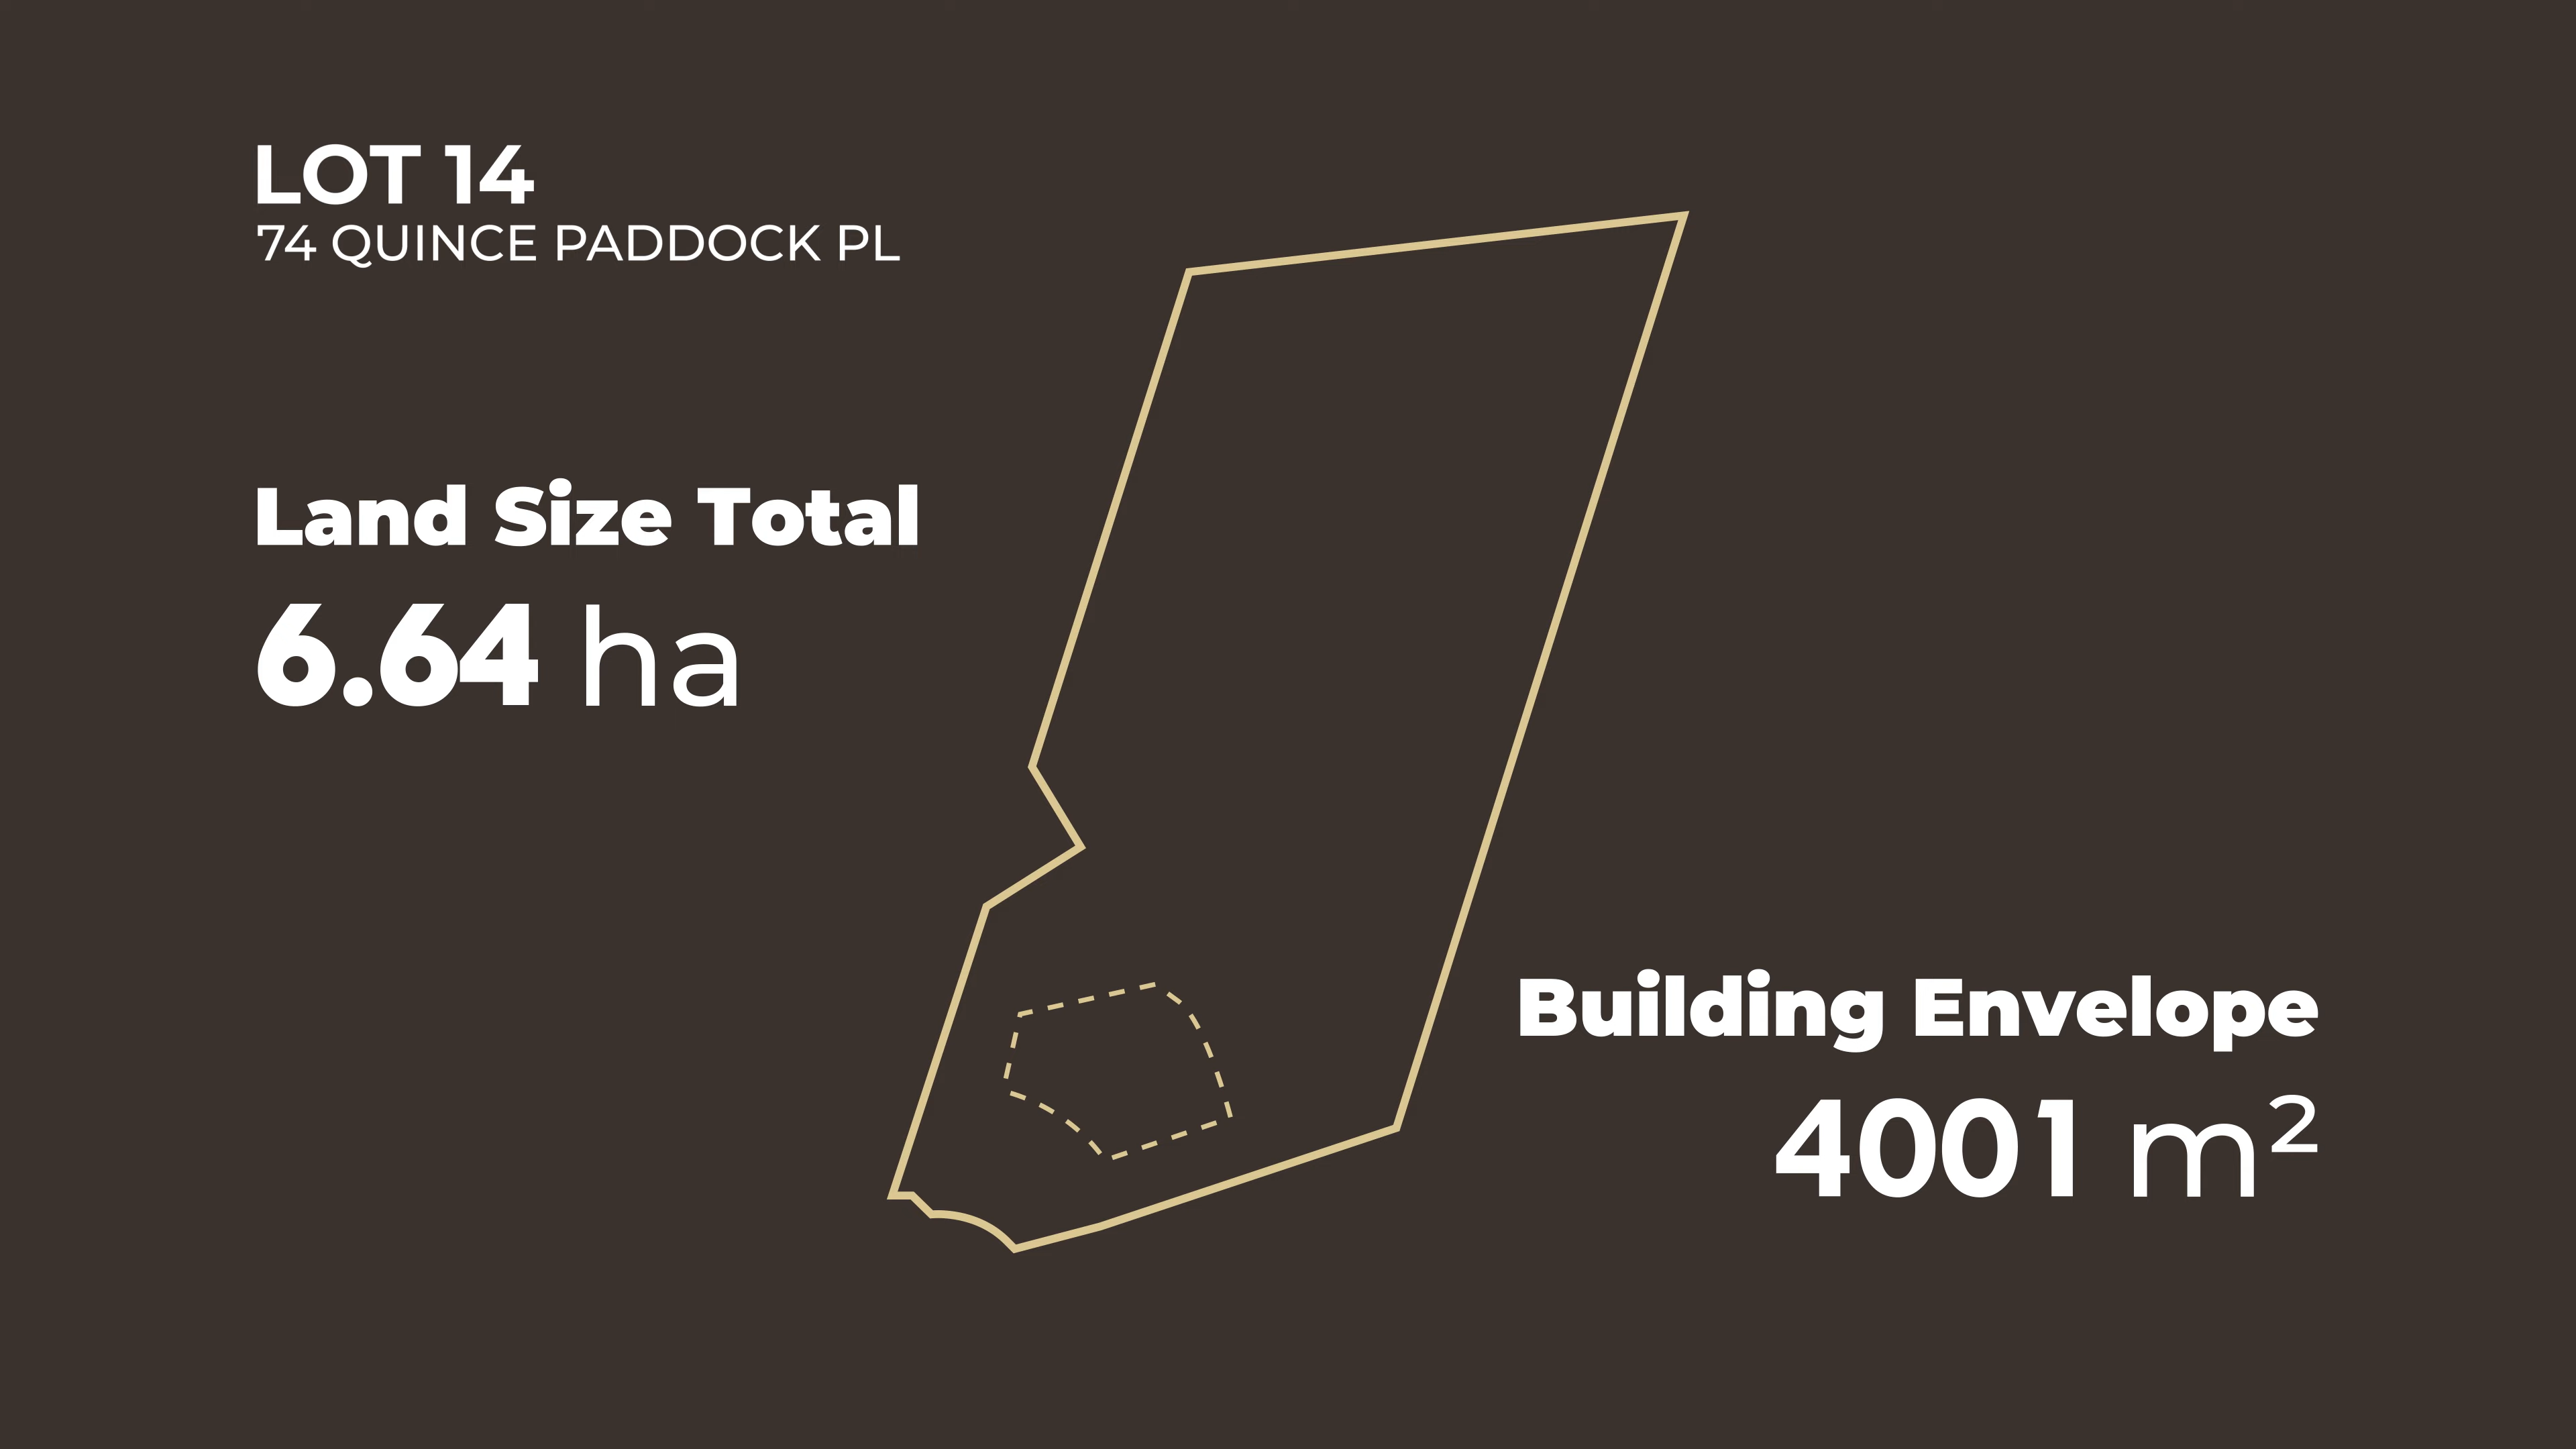 LOT 14
74 QUINCE PADDOCK PL
Land Size Total
6.64 ha
Building Envelope
4001 m²